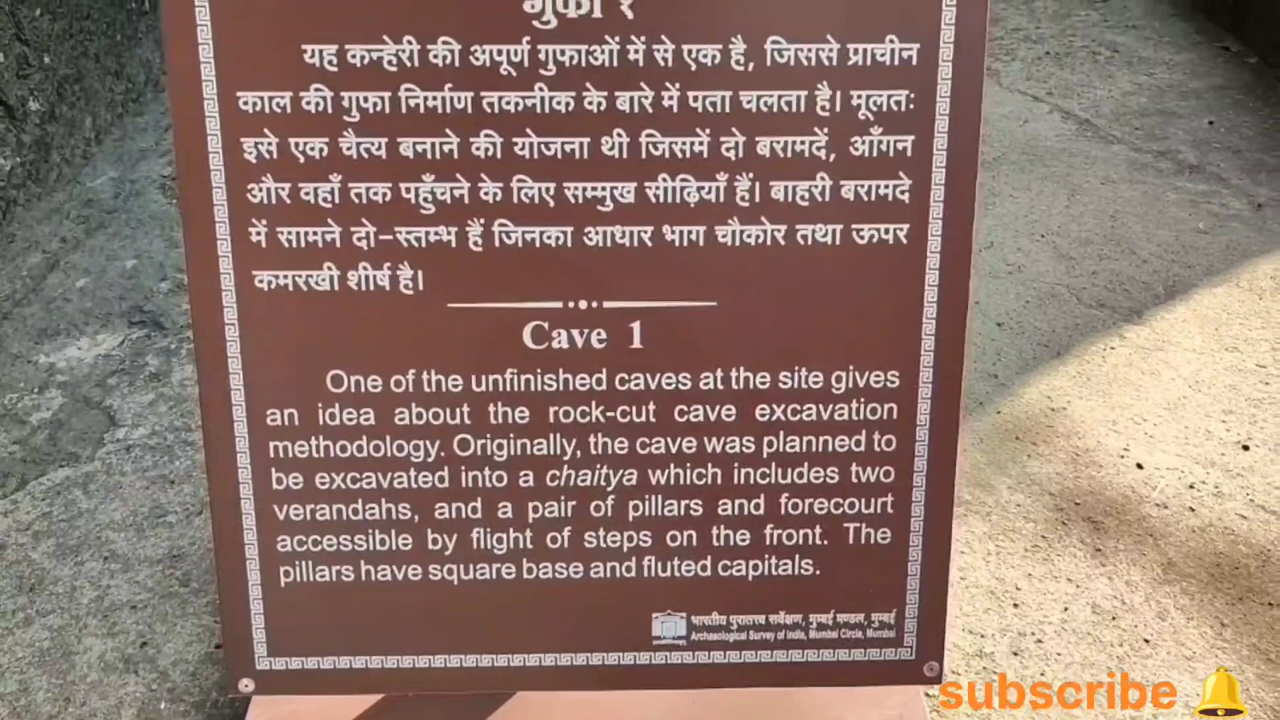 गुफा १
यह कन्हेरी की अपूर्ण गुफाओं में से एक है, जिससे प्राचीन
काल की गुफा निर्माण तकनीक के बारे में पता चलता है। मूलतः
इसे एक चैत्य बनाने की योजना थी जिसमें दो बरामदें, आँगन
और वहाँ तक पहुँचने के लिए सम्मुख सीढ़ियाँ हैं। बाहरी बरामदे
में सामने दो-स्तम्भ हैं जिनका आधार भाग चौकोर तथा ऊपर
कमरखी शीर्ष है।
Cave 1
One of the unfinished caves at the site gives
an idea about the rock-cut cave excavation
methodology. Originally, the cave was planned to
be excavated into a chaitya which includes two
verandahs, and a pair of pillars and forecourt
accessible by flight of steps on the front. The
pillars have square base and fluted capitals.
भारतीय पुरातत्त्व सर्वेक्षण, मुम्बई मण्डल, मुम्बई
Archaeological Survey of India, Mumbai Circle, Mumbai
subscribe